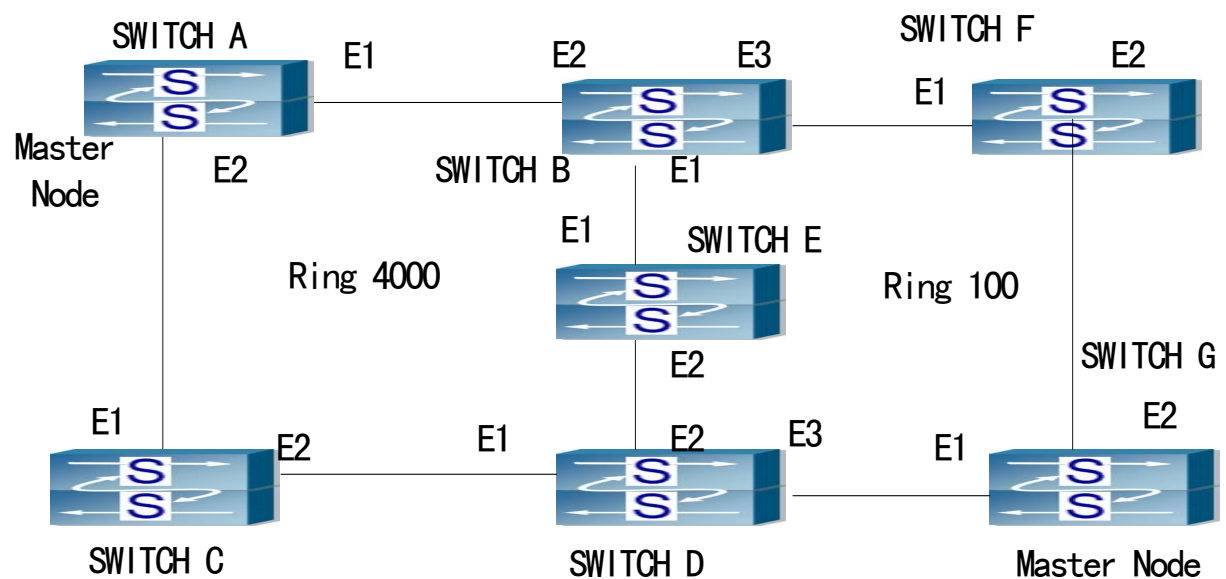 SWITCH A
E1
E2
E3
SWITCH F
E2
E1
S
S
S
S
S
S
Master
Node
E2
SWITCH B
E1
E1
SWITCH E
S
S
Ring 4000
Ring 100
E2
SWITCH G
E1
E2
E1
E2
E3
E1
E2
S
S
S
S
S
S
SWITCH C
SWITCH D
Master Node